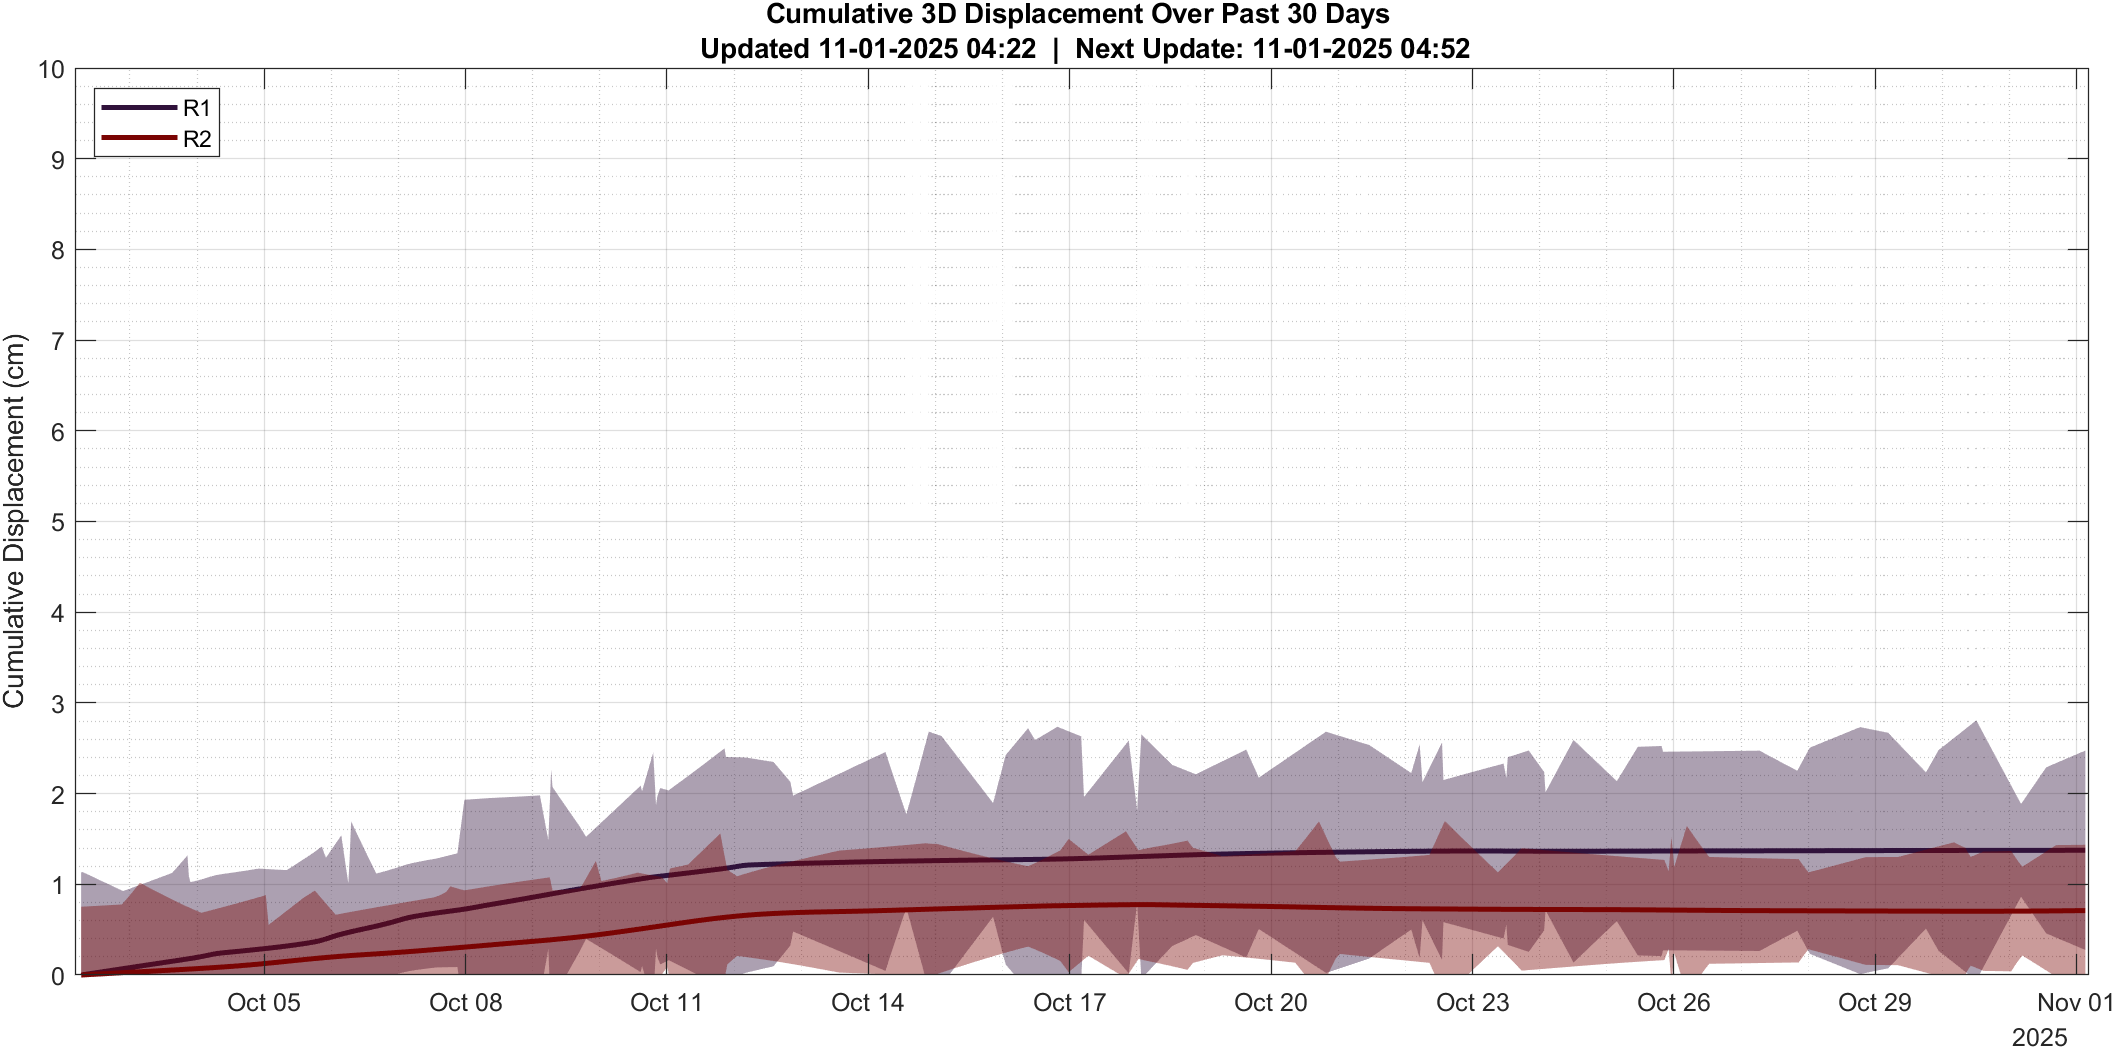 Cumulative 3D Displacement Over Past 30 Days
Updated 11-01-2025 04:22 | Next Update: 11-01-2025 04:52
R1
R2
Cumulative Displacement (cm)
10
9
8
7
6
5
4
3
2
1
0
Oct 05 Oct 08 Oct 11 Oct 14 Oct 17 Oct 20 Oct 23 Oct 26 Oct 29 Nov 01
2025